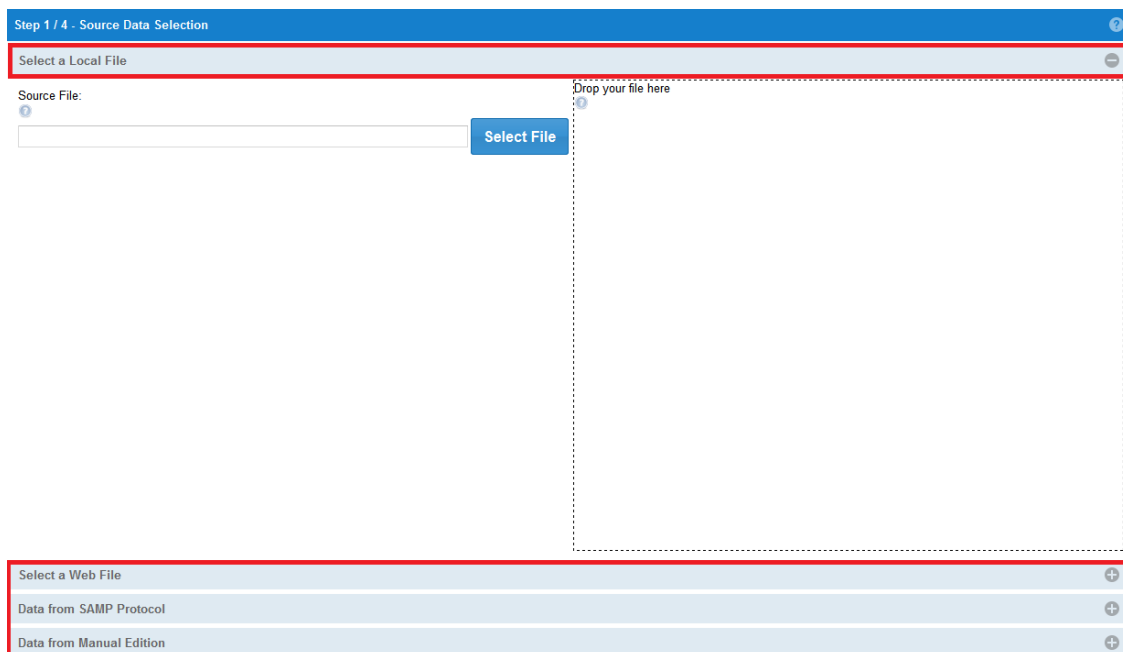 Step 1 / 4 - Source Data Selection
Select a Local File
Source File:
Select File
Drop your file here
Select a Web File
Data from SAMP Protocol
Data from Manual Edition